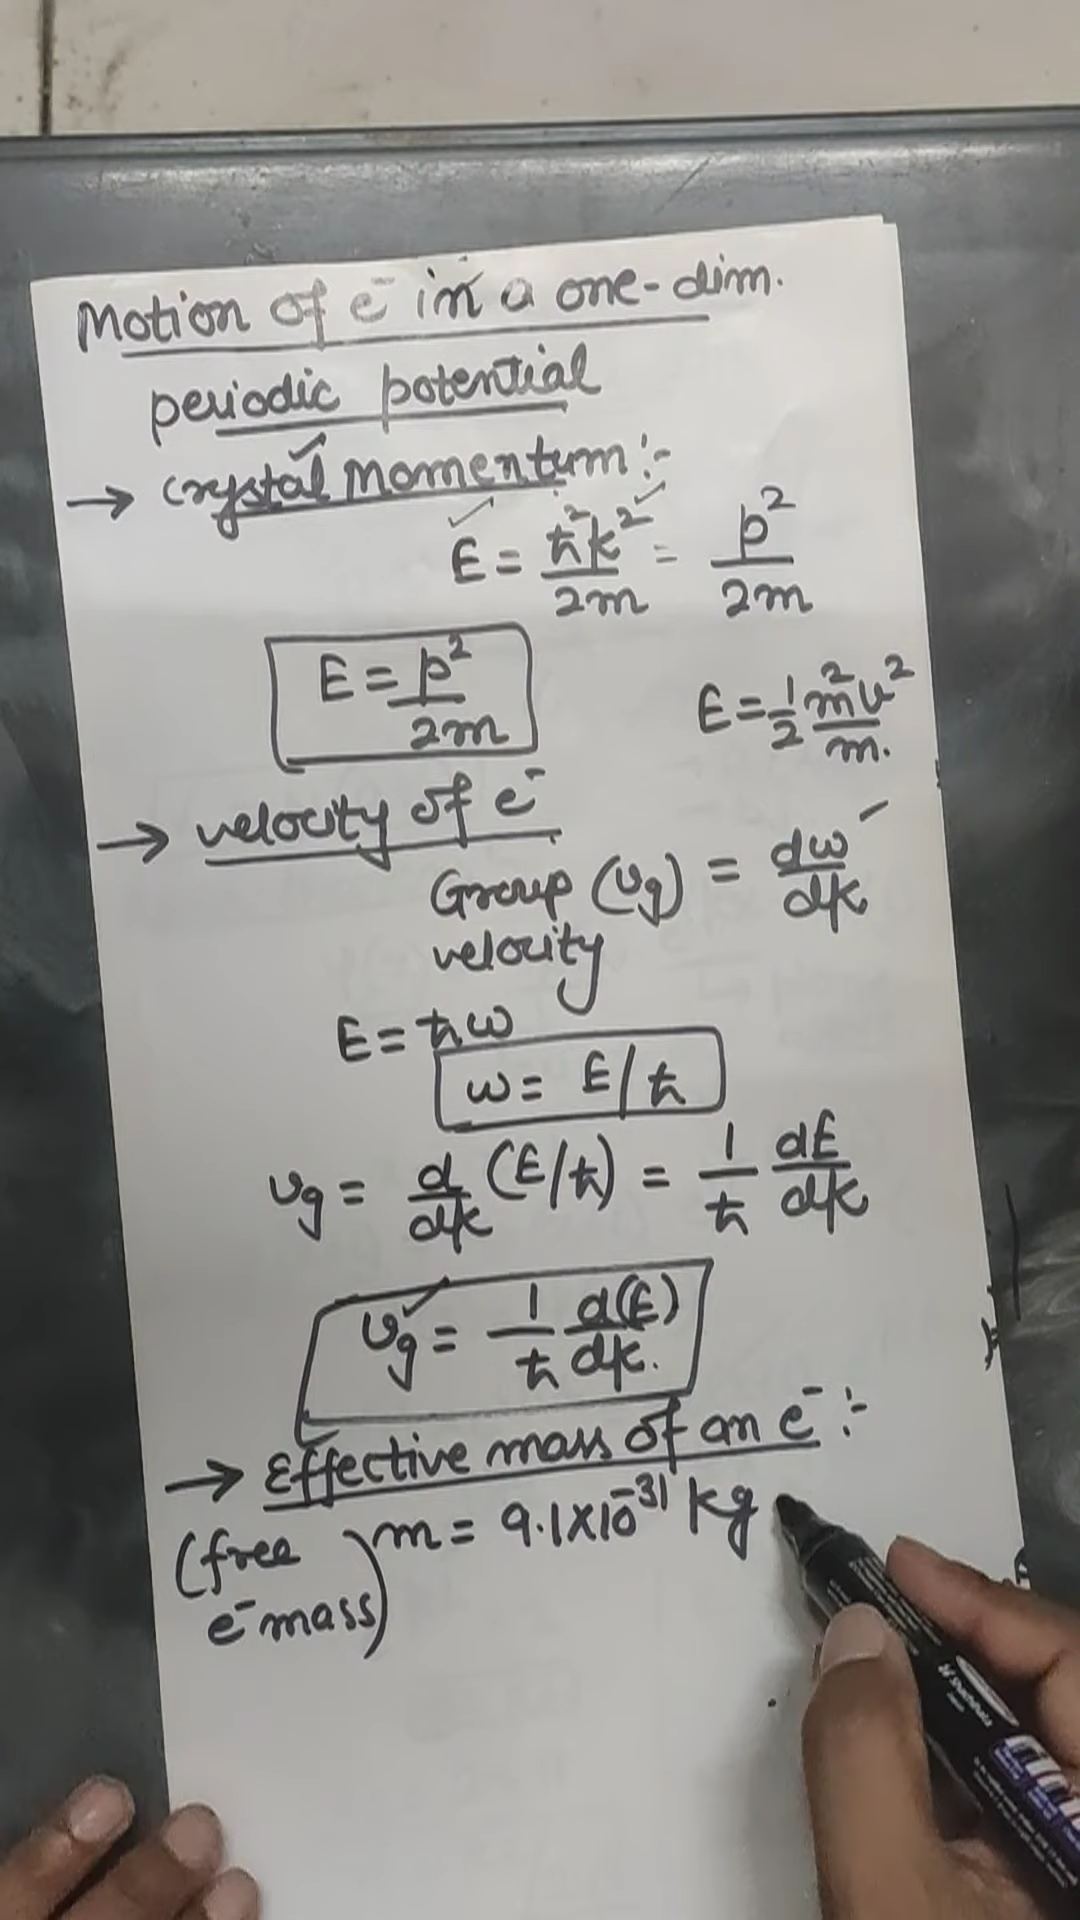 Motion of e⁻ in a one-dim.
periodic potential
→ crystal momentum :-
E = ħ²k²/2m = p²/2m
E = p²/2m
E = 1/2 m²v²/m.
→ velocity of e⁻
Group (vg) = dω/dk
velocity
E = ħω
ω = E/ħ
vg = d/dk (E/ħ) = 1/ħ dE/dk
vg = 1/ħ d(E)/dk.
→ Effective mass of an e⁻ :-
(free e⁻ mass) m = 9.1×10⁻³¹ kg